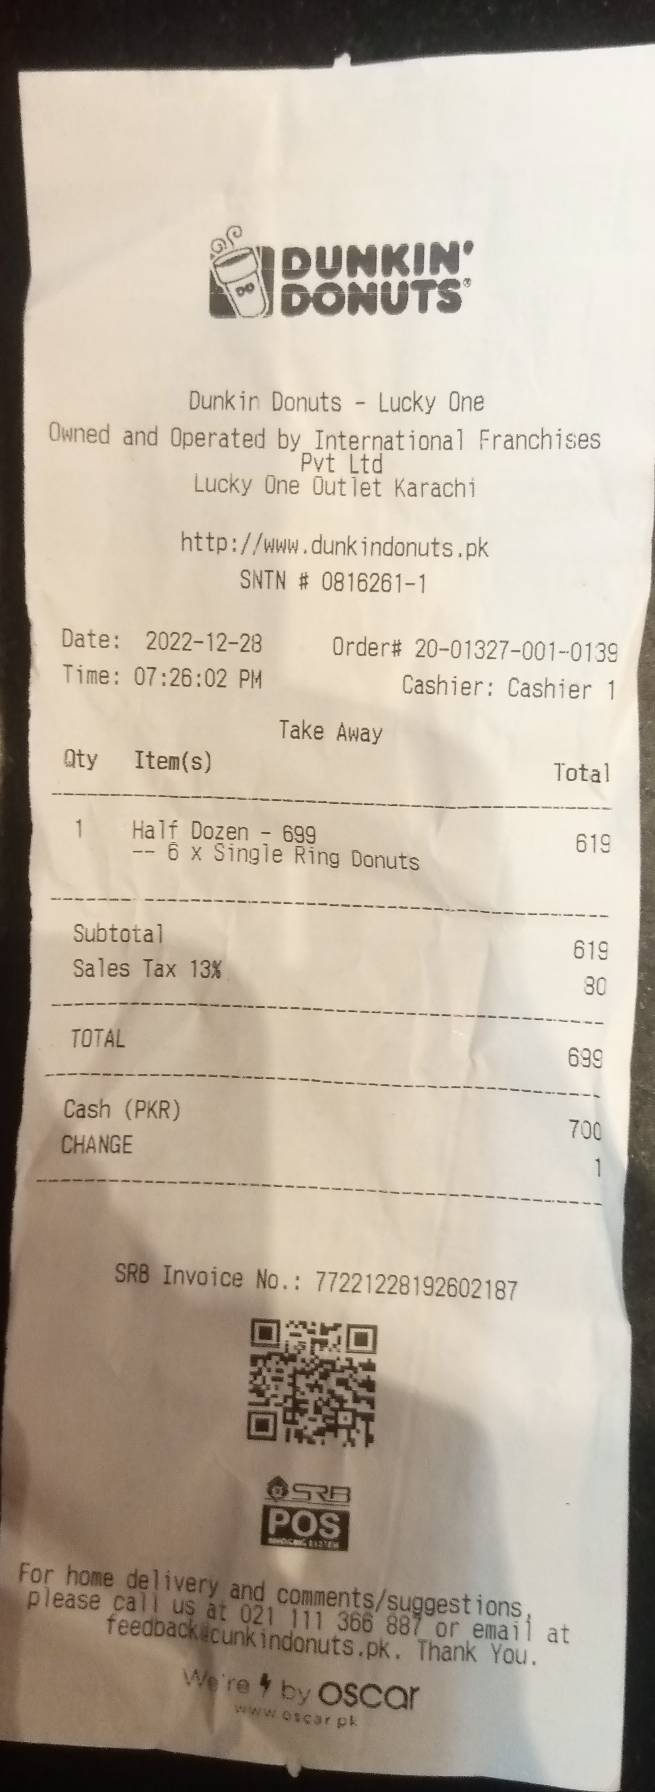 DUNKIN'
DONUTS®
Dunkin Donuts - Lucky One
Owned and Operated by International Franchises
Pvt Ltd
Lucky One Outlet Karachi
http://www.dunkindonuts.pk
SNTN # 0816261-1
Date: 2022-12-28 Order# 20-01327-001-0139
Time: 07:26:02 PM Cashier: Cashier 1
Take Away
Qty Item(s) Total
1 Half Dozen - 699 619
-- 6 x Single Ring Donuts
Subtotal 619
Sales Tax 13% 80
TOTAL 699
Cash (PKR) 700
CHANGE 1
SRB Invoice No.: 77221228192602187
SRB
POS
For home delivery and comments/suggestions,
please call us at 021 111 366 887 or email at
Thank You.
We're by oscar
www.oscar.pk